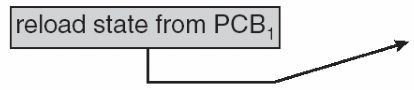 reload state from PCB₁